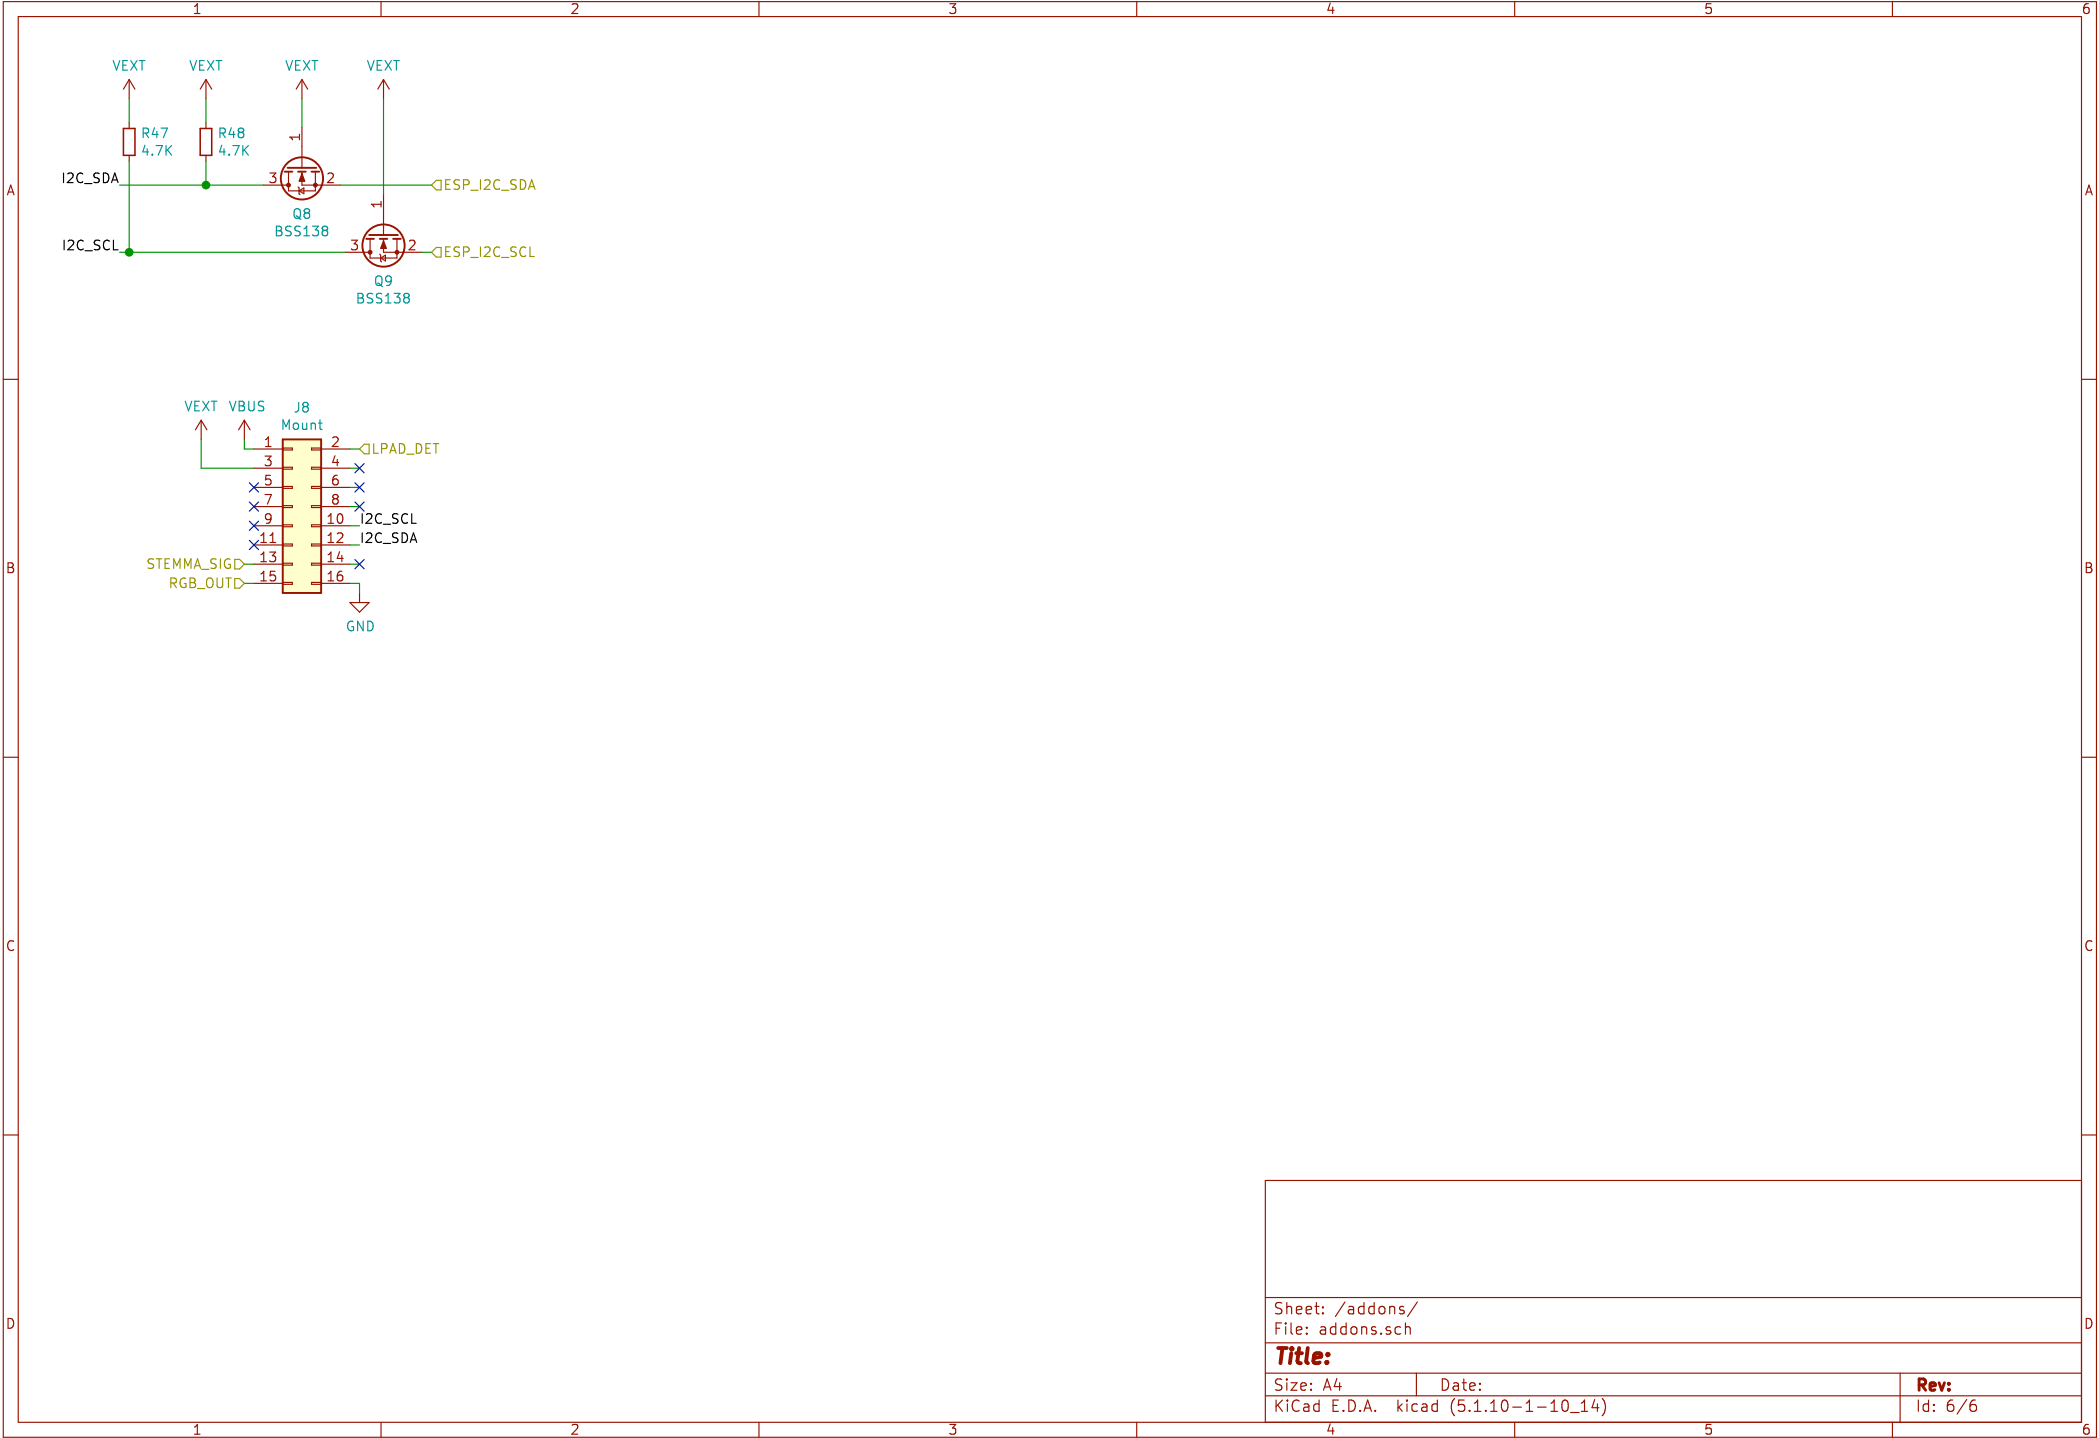 1 2 3 4 5 6
VEXT VEXT VEXT VEXT
R47
4.7K
R48
4.7K
1
I2C_SDA 3 2 ESP_I2C_SDA
A A
1
Q8
BSS138
I2C_SCL 3 2 ESP_I2C_SCL
Q9
BSS138
VEXT VBUS J8
Mount
1 2 LPAD_DET
3 4
5 6
7 8
9 10 I2C_SCL
11 12 I2C_SDA
STEMMA_SIG 13 14
B B
RGB_OUT 15 16
GND
C C
Sheet: /addons/
File: addons.sch
D D
Title:
Size: A4 Date: Rev:
KiCad E.D.A. kicad (5.1.10-1-10_14) Id: 6/6
1 2 3 4 5 6